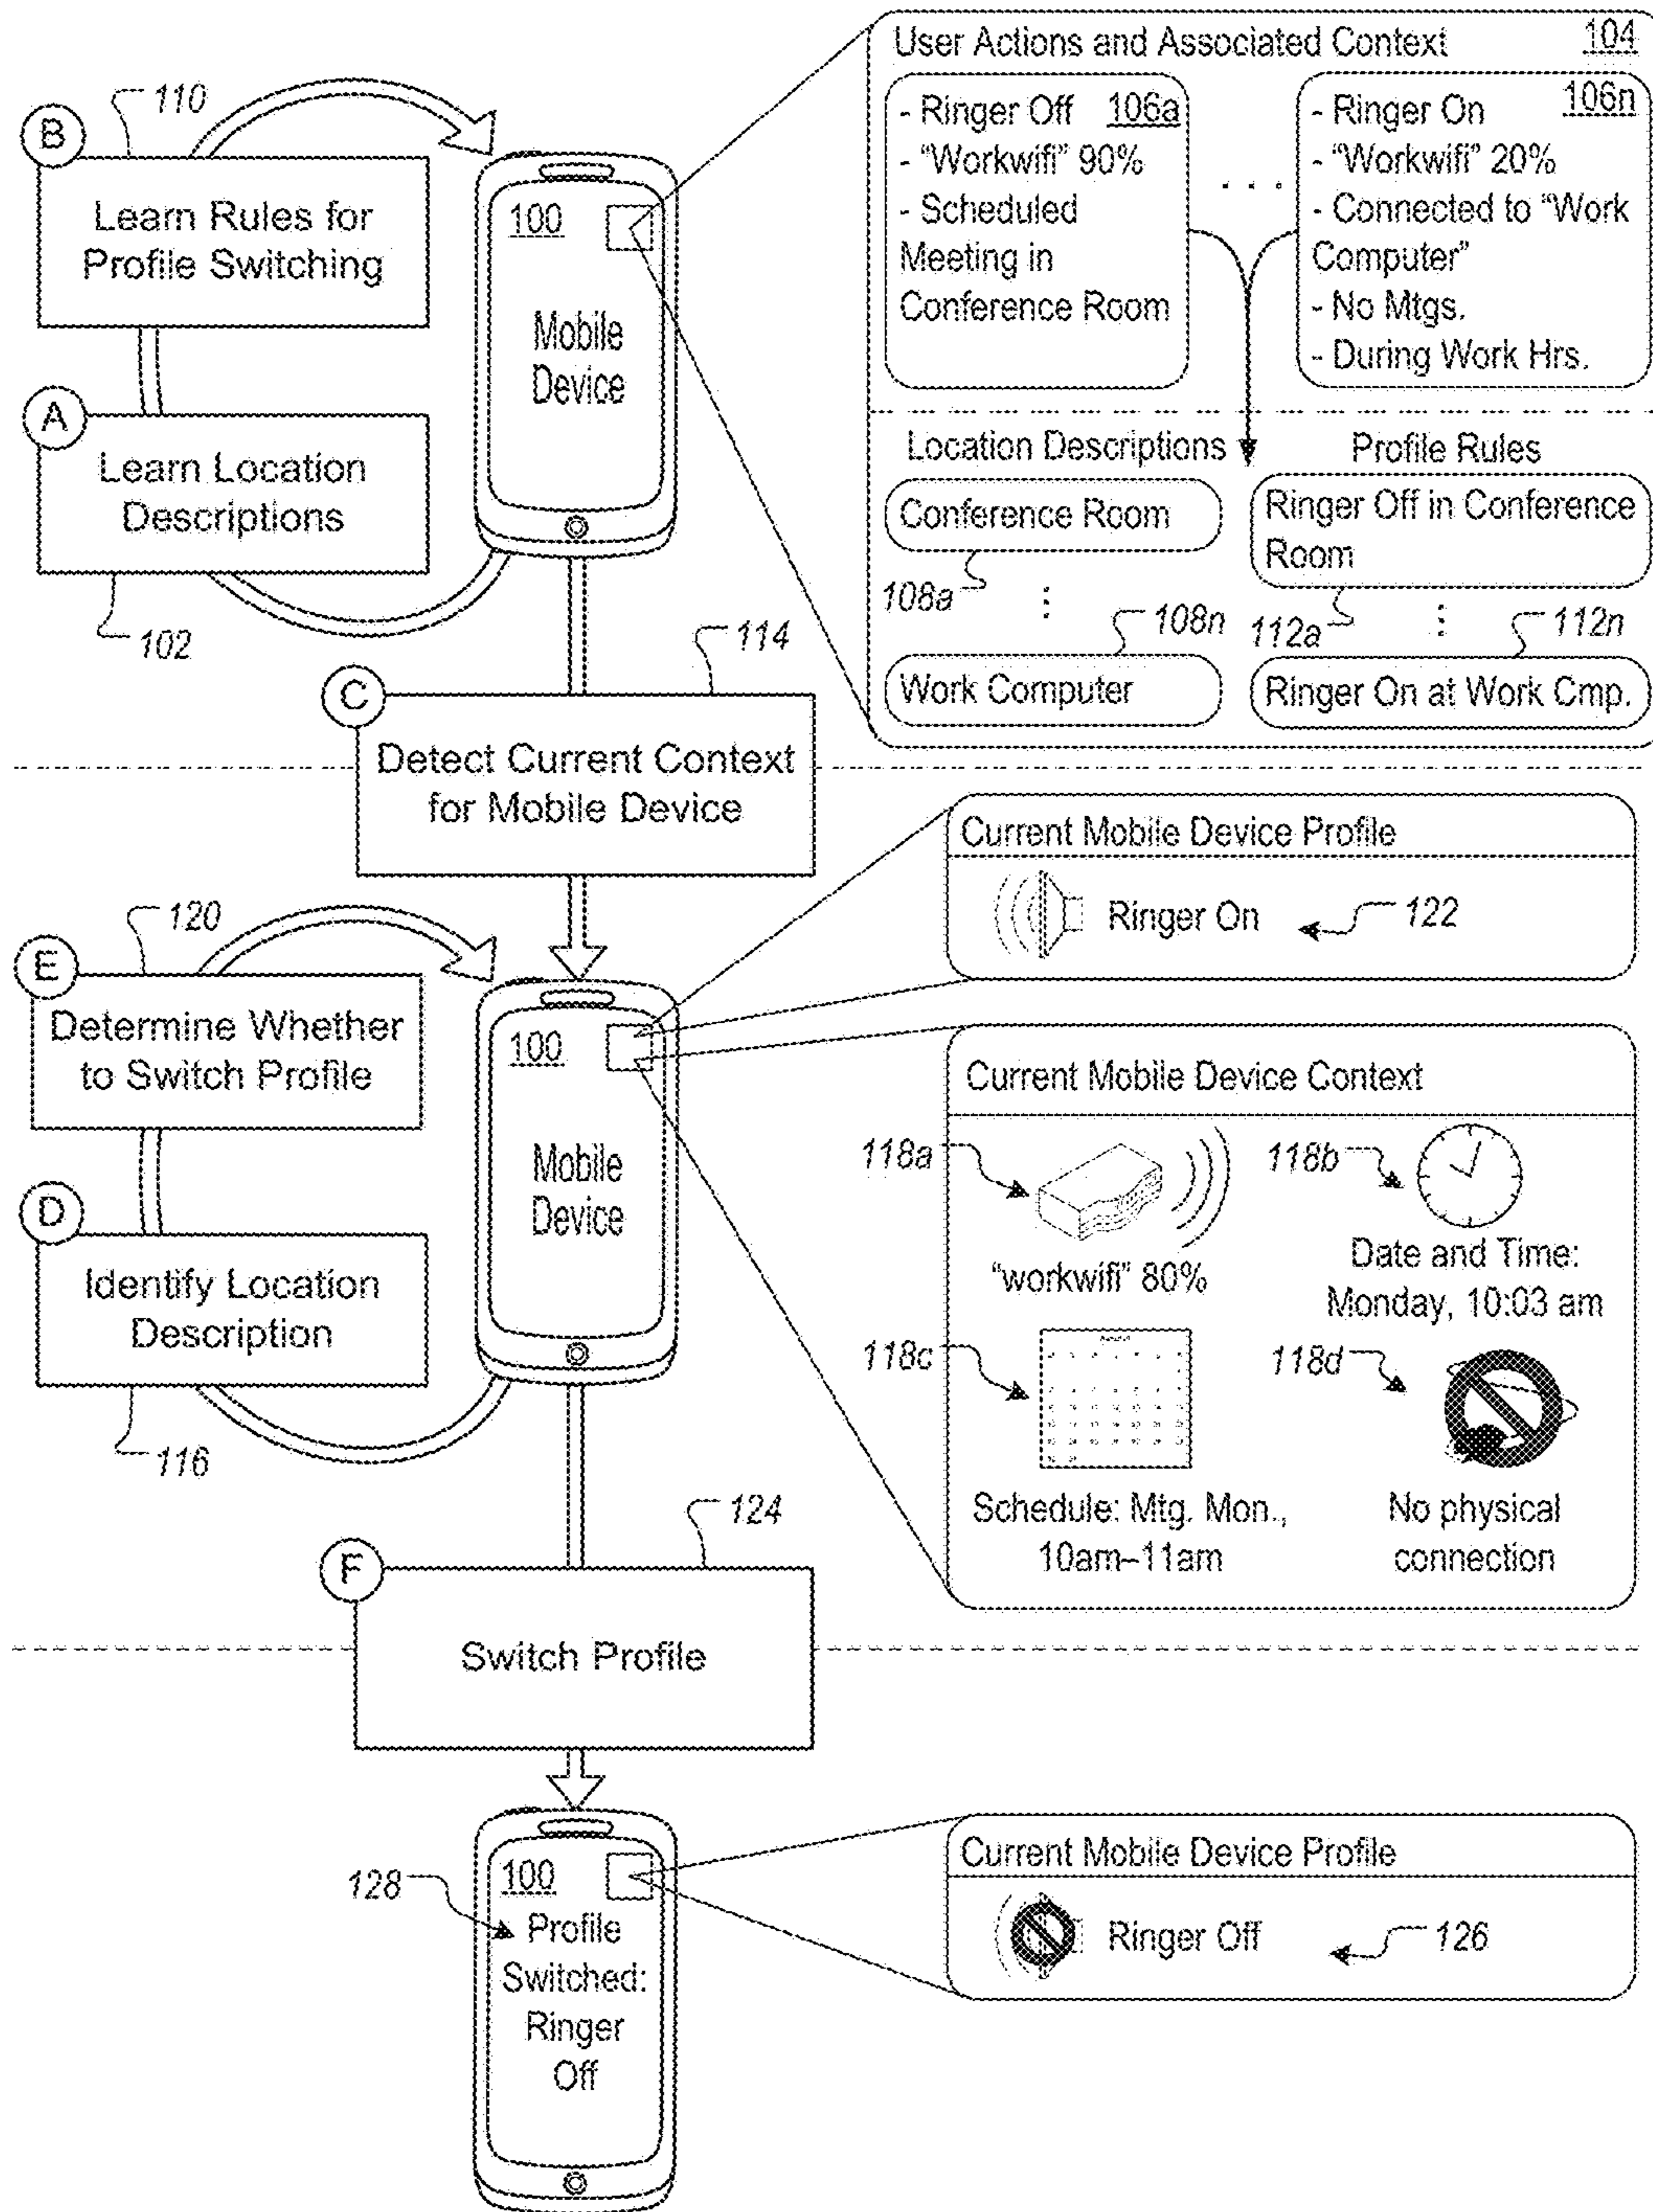 B
110
Learn Rules for
Profile Switching
A
Learn Location
Descriptions
102
100
Mobile
Device
User Actions and Associated Context 104
- Ringer Off 106a
- "Workwifi" 90%
- Scheduled
Meeting in
Conference Room
. . .
- Ringer On 106n
- "Workwifi" 20%
- Connected to "Work
Computer"
- No Mtgs.
- During Work Hrs.
Location Descriptions
Profile Rules
Conference Room
Ringer Off in Conference
Room
108a
108n
112a
112n
Work Computer
Ringer On at Work Cmp.
C
114
Detect Current Context
for Mobile Device
E
120
Determine Whether
to Switch Profile
D
Identify Location
Description
116
100
Mobile
Device
Current Mobile Device Profile
Ringer On
122
Current Mobile Device Context
118a
"workwifi" 80%
118b
Date and Time:
Monday, 10:03 am
118c
Schedule: Mtg. Mon.,
10am–11am
118d
No physical
connection
F
124
Switch Profile
128
100
Profile
Switched:
Ringer
Off
Current Mobile Device Profile
Ringer Off
126